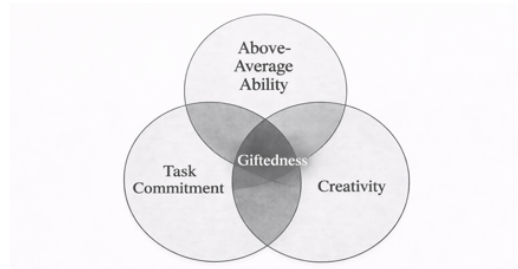 Above-
Average
Ability
Giftedness
Task
Commitment
Creativity